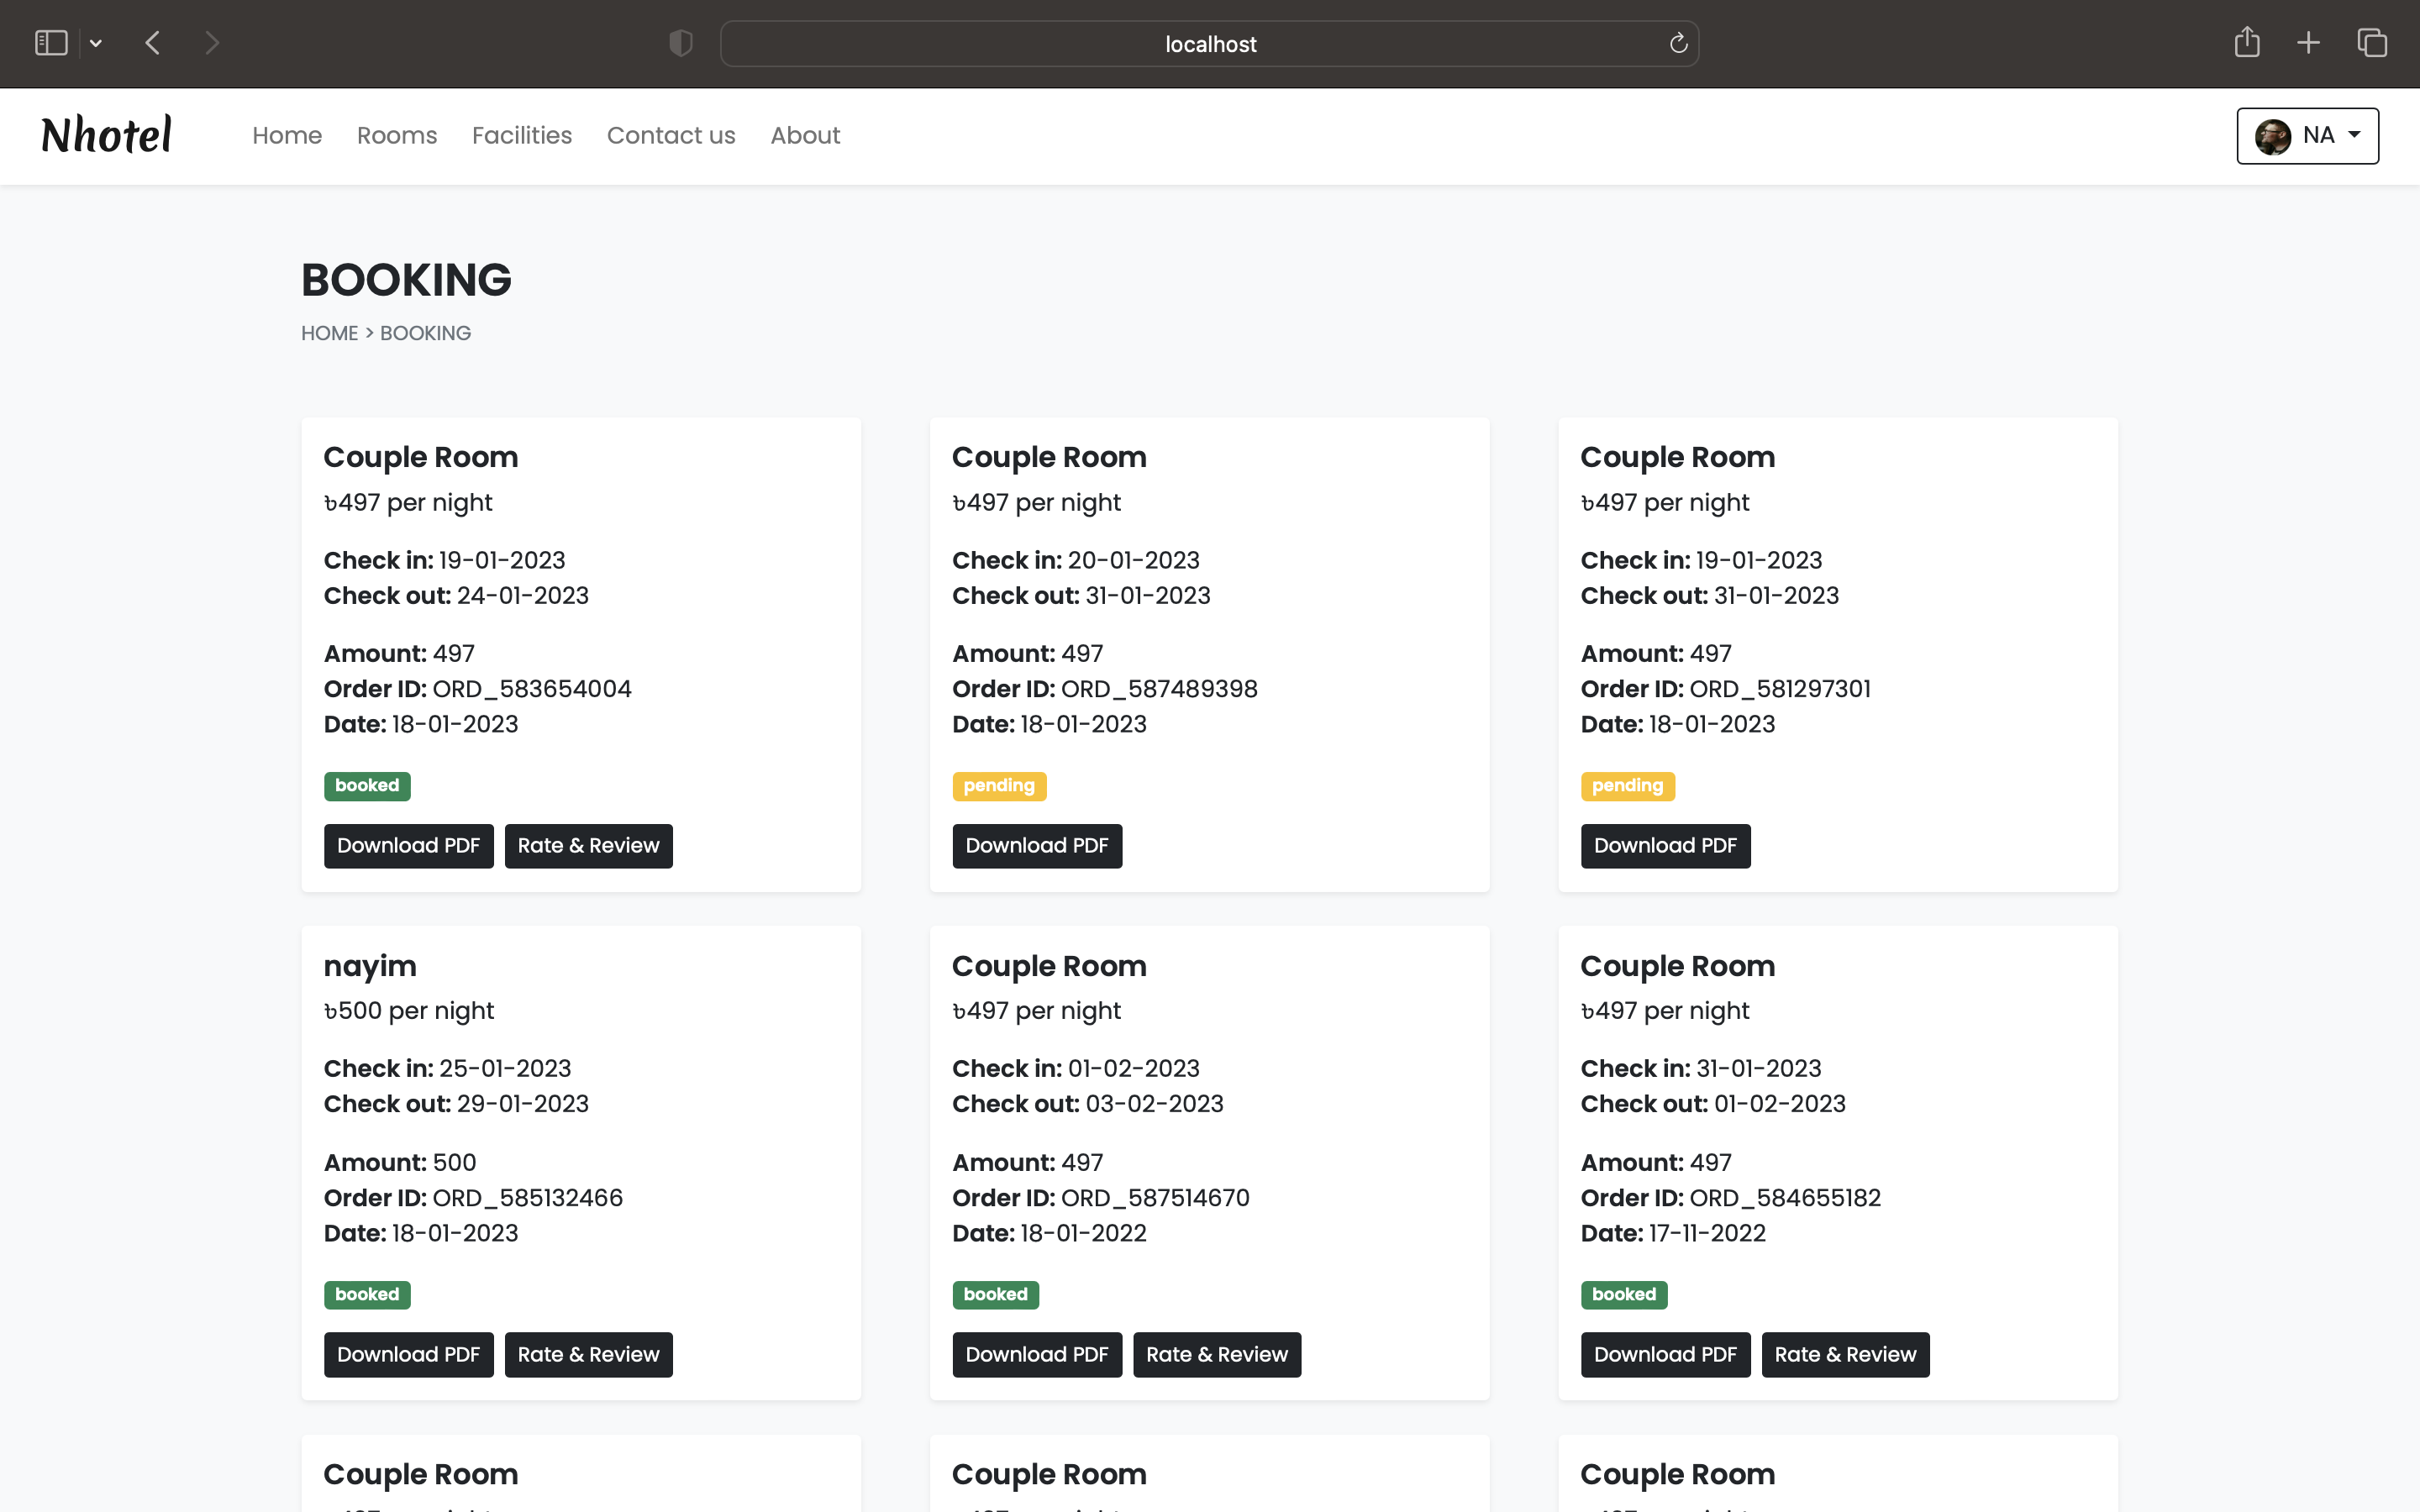 localhost
Nhotel
Home Rooms Facilities Contact us About
NA
BOOKING
HOME > BOOKING
Couple Room
৳497 per night
Check in: 19-01-2023
Check out: 24-01-2023
Amount: 497
Order ID: ORD_583654004
Date: 18-01-2023
booked
Download PDF Rate & Review
Couple Room
৳497 per night
Check in: 20-01-2023
Check out: 31-01-2023
Amount: 497
Order ID: ORD_587489398
Date: 18-01-2023
pending
Download PDF
Couple Room
৳497 per night
Check in: 19-01-2023
Check out: 31-01-2023
Amount: 497
Order ID: ORD_581297301
Date: 18-01-2023
pending
Download PDF
nayim
৳500 per night
Check in: 25-01-2023
Check out: 29-01-2023
Amount: 500
Order ID: ORD_585132466
Date: 18-01-2023
booked
Download PDF Rate & Review
Couple Room
৳497 per night
Check in: 01-02-2023
Check out: 03-02-2023
Amount: 497
Order ID: ORD_587514670
Date: 18-01-2022
booked
Download PDF Rate & Review
Couple Room
৳497 per night
Check in: 31-01-2023
Check out: 01-02-2023
Amount: 497
Order ID: ORD_584655182
Date: 17-11-2022
booked
Download PDF Rate & Review
Couple Room
Couple Room
Couple Room